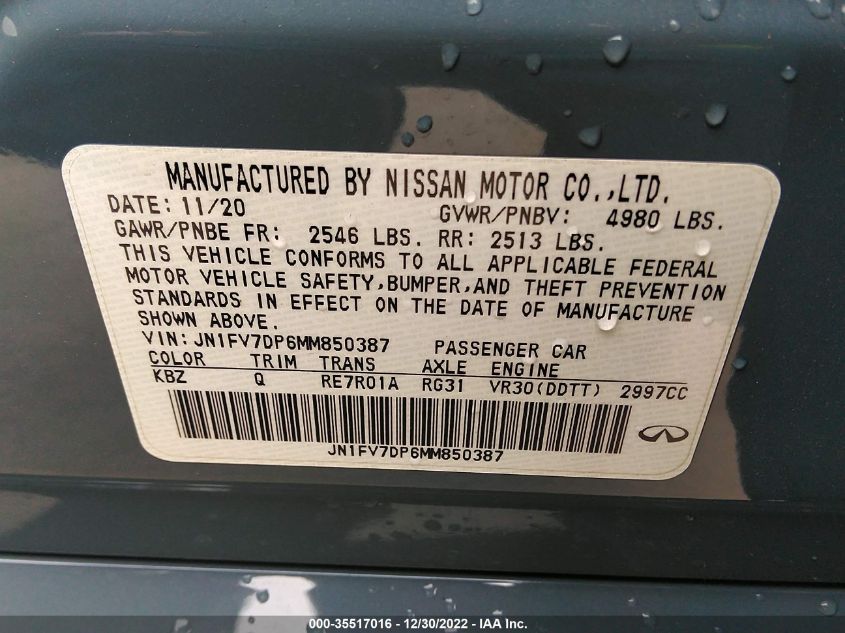 MANUFACTURED BY NISSAN MOTOR CO.,LTD.
DATE: 11/20 GVWR/PNBV: 4980 LBS.
GAWR/PNBE FR: 2546 LBS. RR: 2513 LBS.
THIS VEHICLE CONFORMS TO ALL APPLICABLE FEDERAL
MOTOR VEHICLE SAFETY,BUMPER,AND THEFT PREVENTION
STANDARDS IN EFFECT ON THE DATE OF MANUFACTURE
SHOWN ABOVE.
VIN: JN1FV7DP6MM850387 PASSENGER CAR
COLOR TRIM TRANS AXLE ENGINE
KBZ Q RE7R01A RG31 VR30(DDTT) 2997CC
JN1FV7DP6MM850387
000-35517016 - 12/30/2022 - IAA Inc.